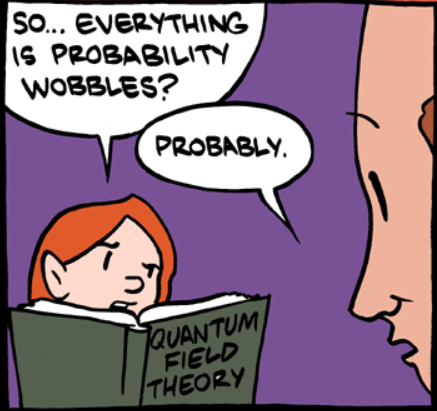 SO... EVERYTHING
IS PROBABILITY
WOBBLES?
PROBABLY.
QUANTUM
FIELD
THEORY